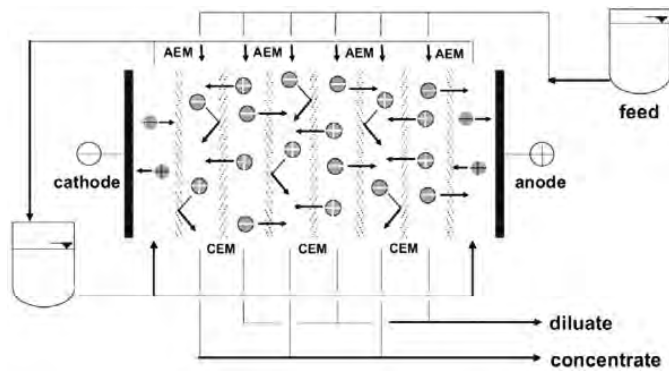 AEM AEM AEM AEM
feed
cathode
anode
CEM CEM CEM
diluate
concentrate